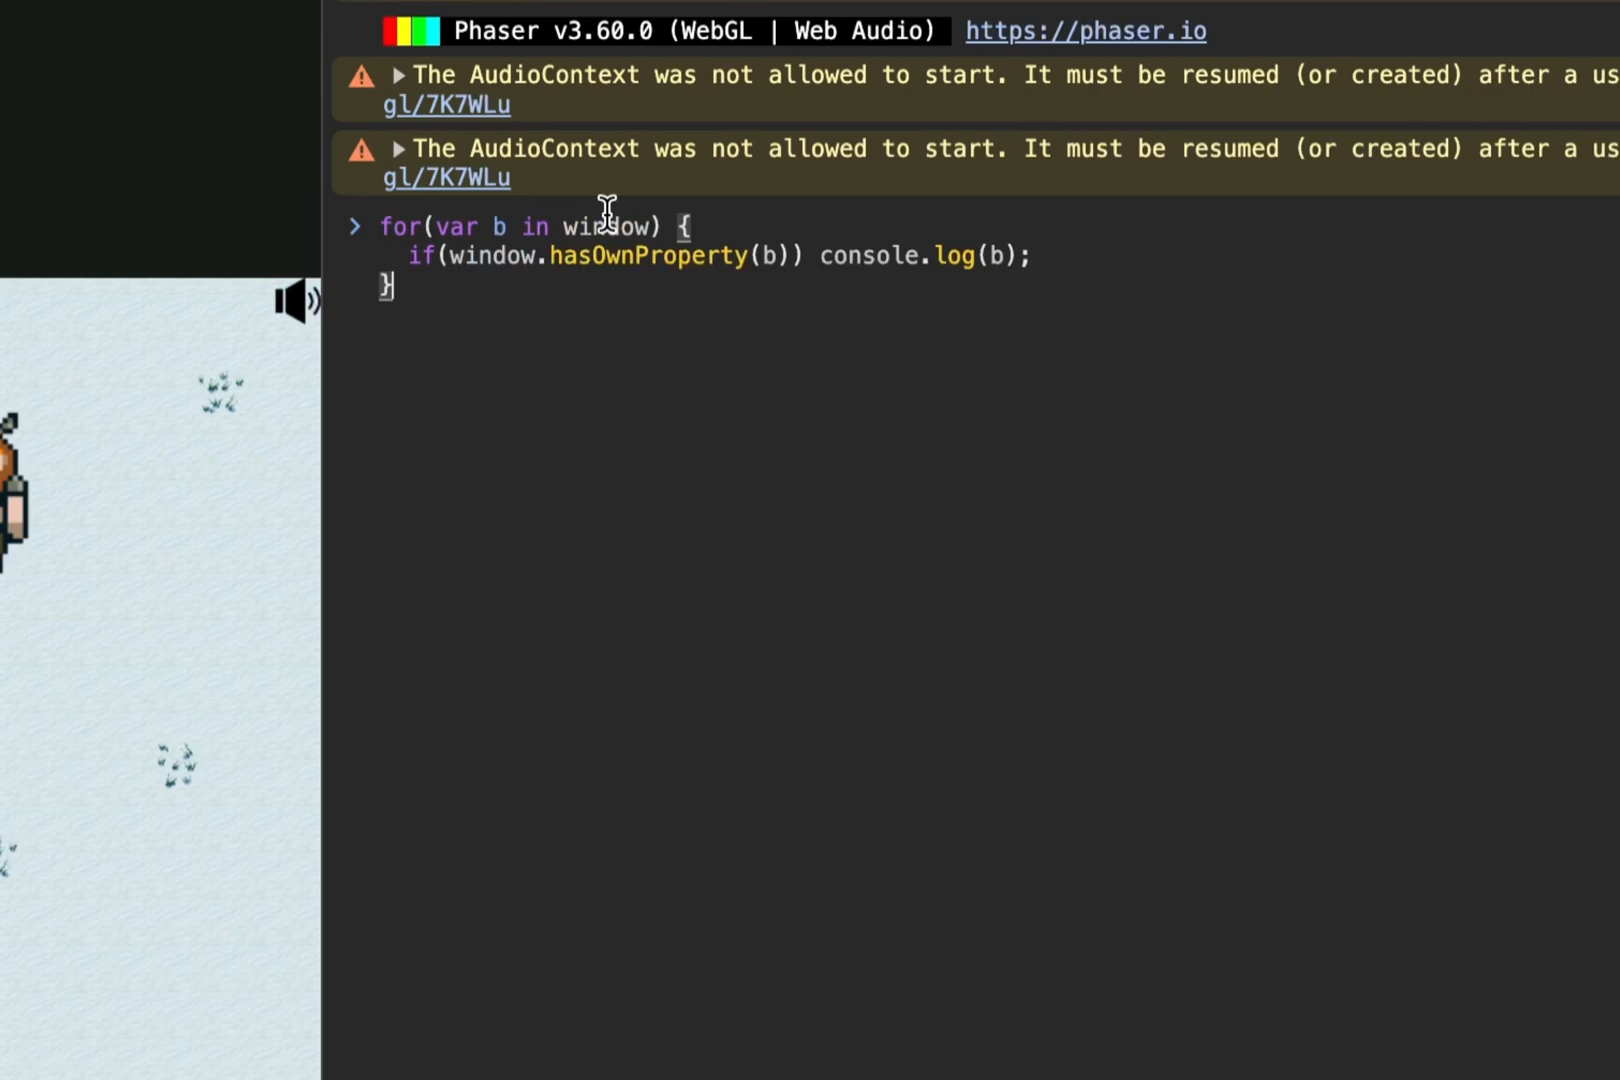 Phaser v3.60.0 (WebGL | Web Audio) https://phaser.io
The AudioContext was not allowed to start. It must be resumed (or created) after a us
gl/7K7WLu
The AudioContext was not allowed to start. It must be resumed (or created) after a us
gl/7K7WLu
for(var b in window) {
if(window.hasOwnProperty(b)) console.log(b);
}